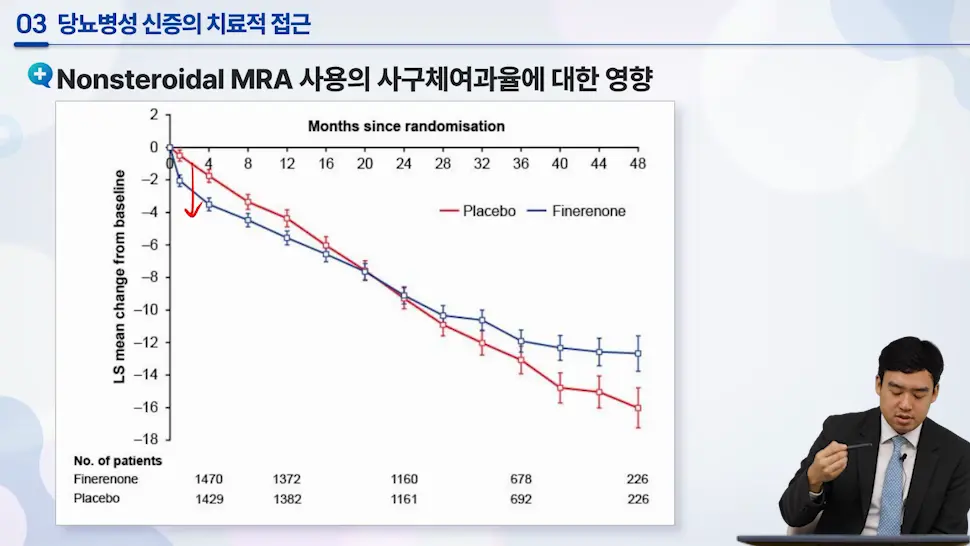 03 당뇨병성 신증의 치료적 접근
Nonsteroidal MRA 사용의 사구체여과율에 대한 영향
Months since randomisation
LS mean change from baseline
2
0
–2
–4
–6
–8
–10
–12
–14
–16
–18
0 4 8 12 16 20 24 28 32 36 40 44 48
Placebo Finerenone
No. of patients
Finerenone 1470 1372 1160 678 226
Placebo 1429 1382 1161 692 226